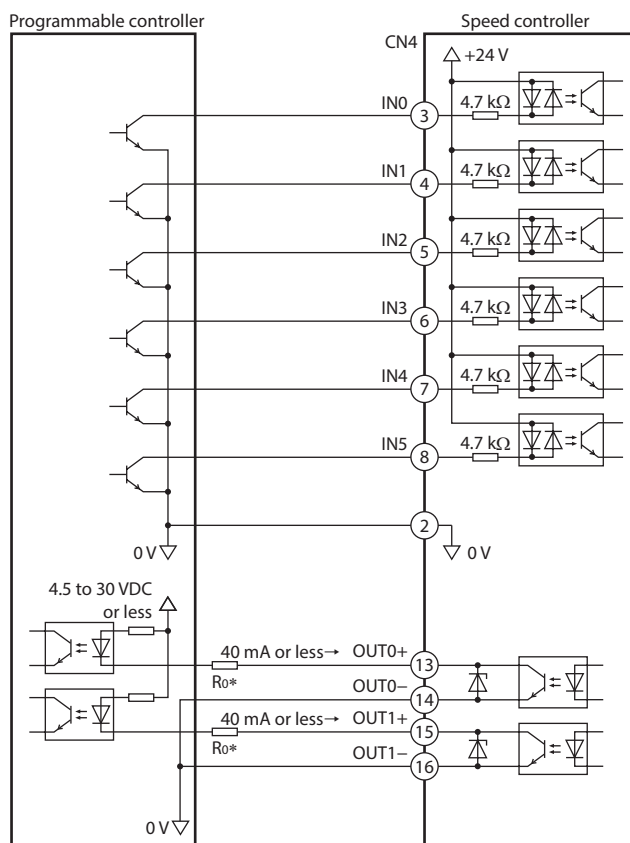 Programmable controller
Speed controller
CN4
+24 V
IN0
3
4.7 kΩ
IN1
4
4.7 kΩ
IN2
5
4.7 kΩ
IN3
6
4.7 kΩ
IN4
7
4.7 kΩ
IN5
8
4.7 kΩ
2
0 V
0 V
4.5 to 30 VDC
or less
40 mA or less→
OUT0+
13
R0*
OUT0−
14
40 mA or less→
OUT1+
15
R0*
OUT1−
16
0 V